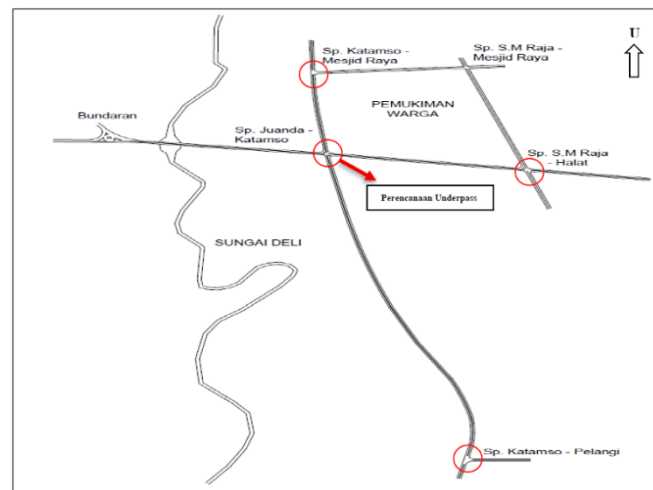 Sp. Katamso -
Mesjid Raya
Sp. S.M Raja -
Mesjid Raya
U
PEMUKIMAN
WARGA
Bundaran
Sp. Juanda -
Katamso
Sp. S.M Raja
- Halat
Perencanaan Underpass
SUNGAI DELI
Sp. Katamso - Pelangi